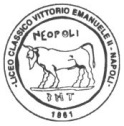 ·LICEO CLASSICO VITTORIO EMANUELE II - NAPOLI·
NEOPOLI
1861